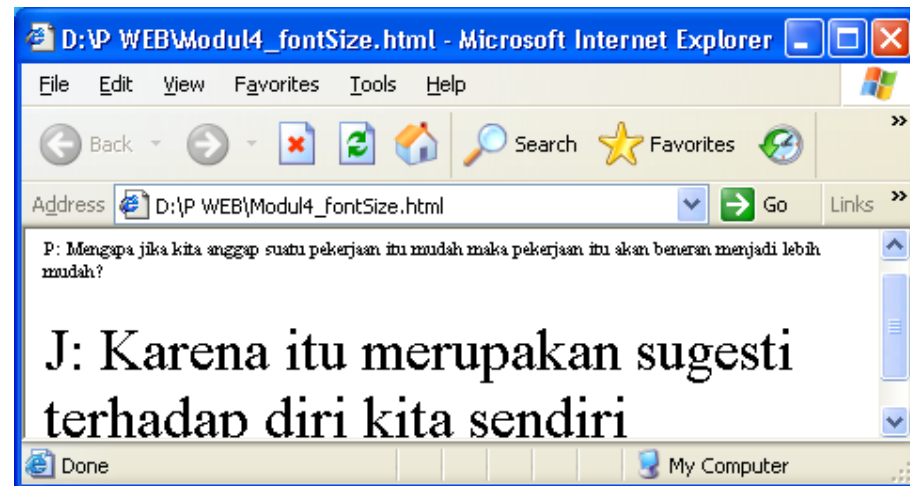 D:\P WEB\Modul4_fontSize.html - Microsoft Internet Explorer
File Edit View Favorites Tools Help
Back Search Favorites »
Address D:\P WEB\Modul4_fontSize.html Go Links »
P: Mengapa jika kita anggap suatu pekerjaan itu mudah maka pekerjaan itu akan beneran menjadi lebih
mudah?
J: Karena itu merupakan sugesti
terhadap diri kita sendiri
Done My Computer